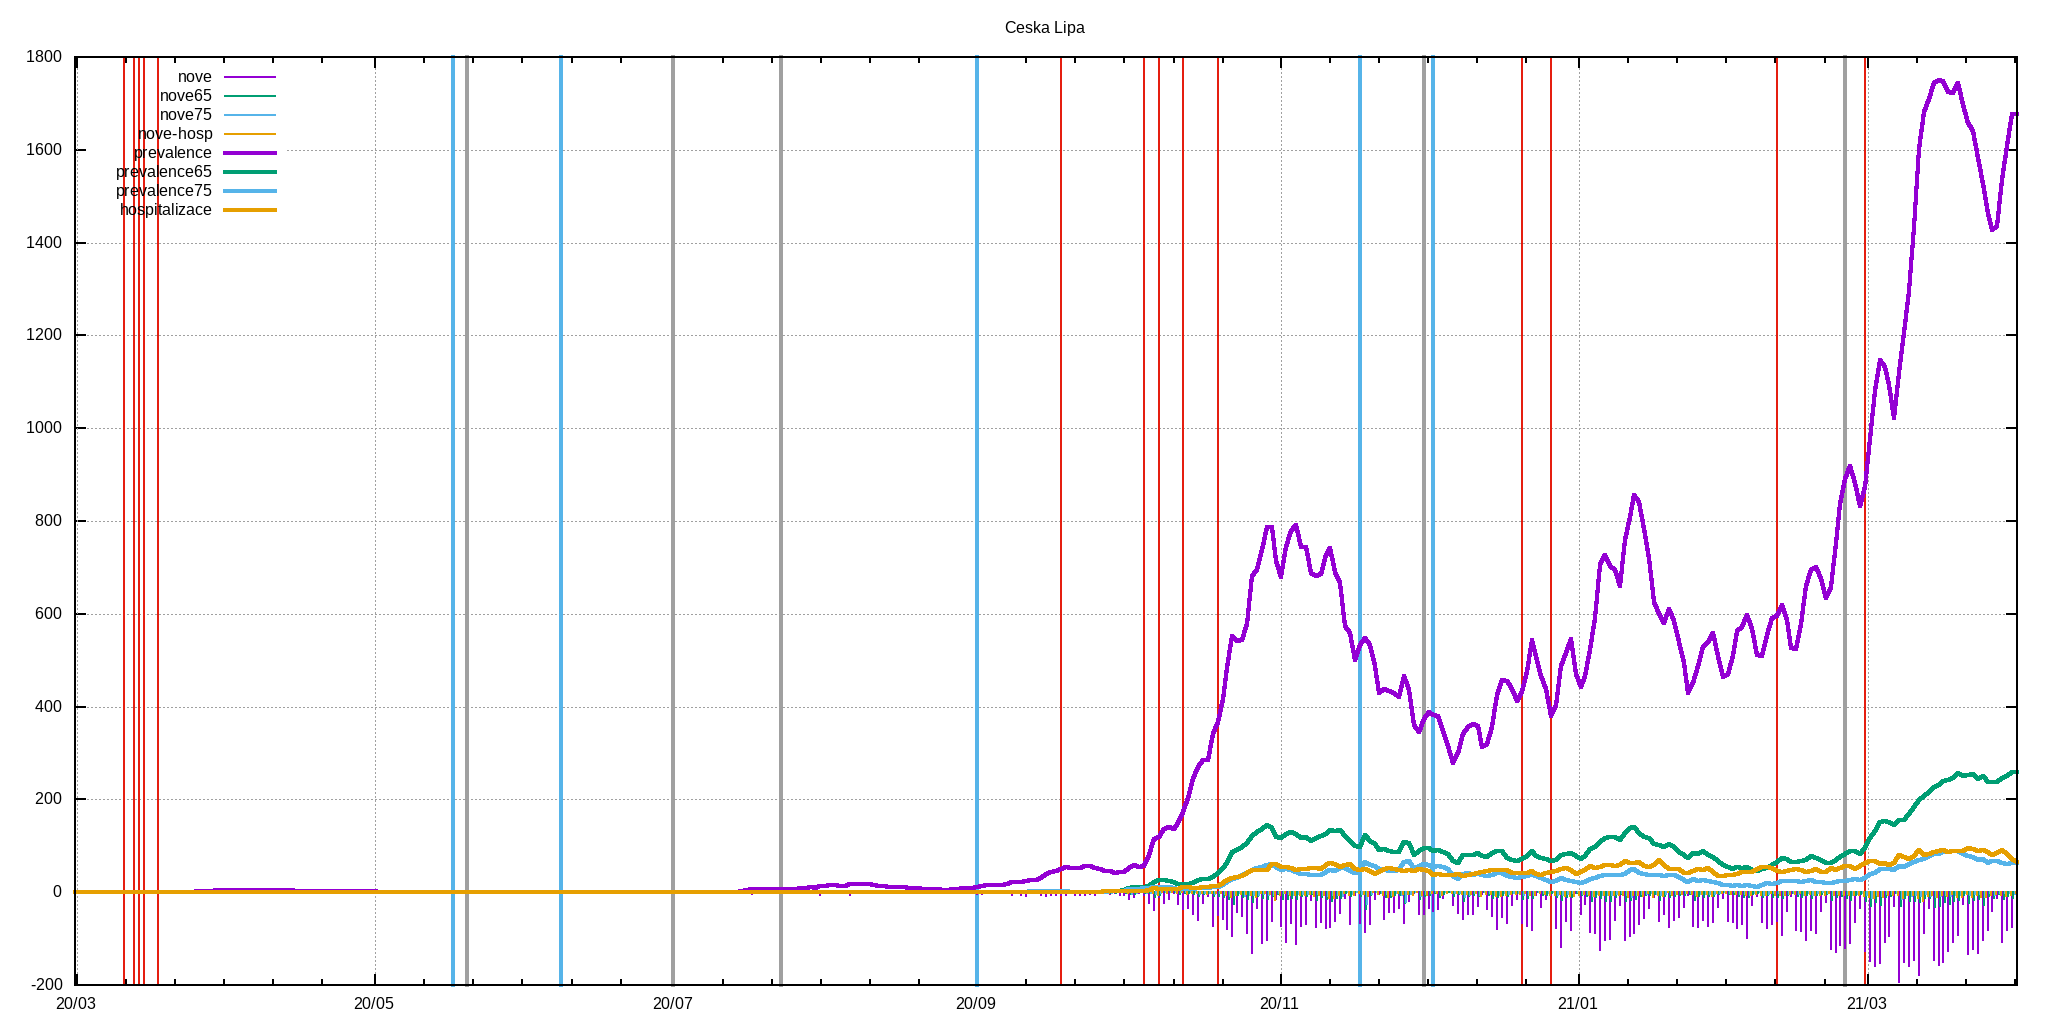 Ceska Lipa
1800
1600
1400
1200
1000
800
600
400
200
0
-200
nove
nove65
nove75
nove-hosp
prevalence
prevalence65
prevalence75
hospitalizace
20/03
20/05
20/07
20/09
20/11
21/01
21/03